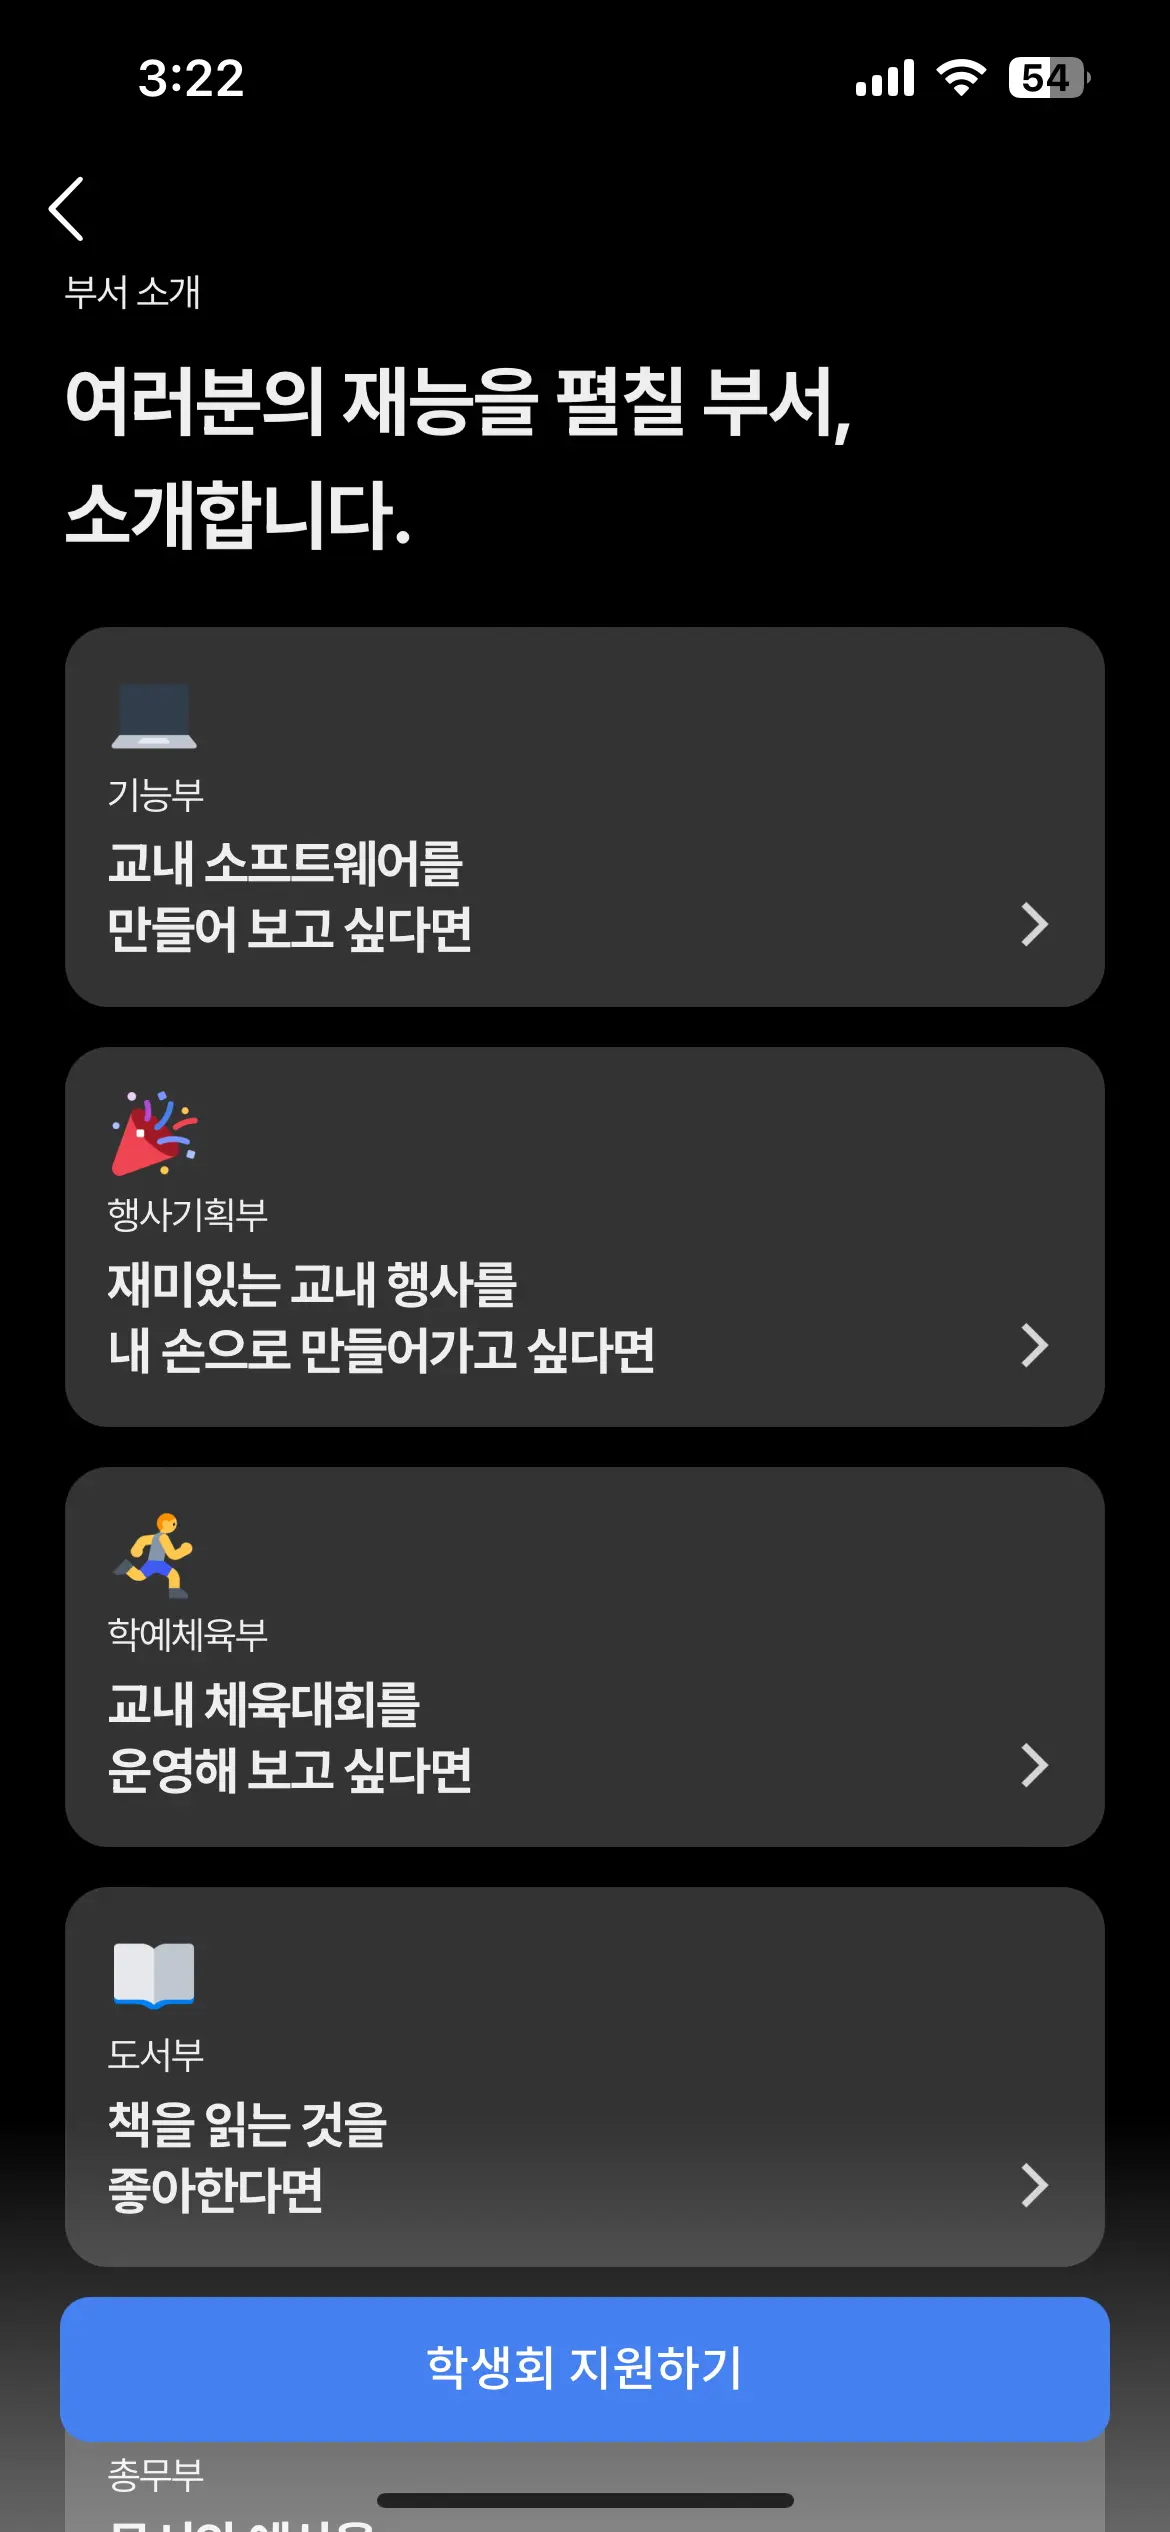 3:22
54
부서 소개
여러분의 재능을 펼칠 부서,
소개합니다.
기능부
교내 소프트웨어를
만들어 보고 싶다면
행사기획부
재미있는 교내 행사를
내 손으로 만들어가고 싶다면
학예체육부
교내 체육대회를
운영해 보고 싶다면
도서부
책을 읽는 것을
좋아한다면
학생회 지원하기
총무부